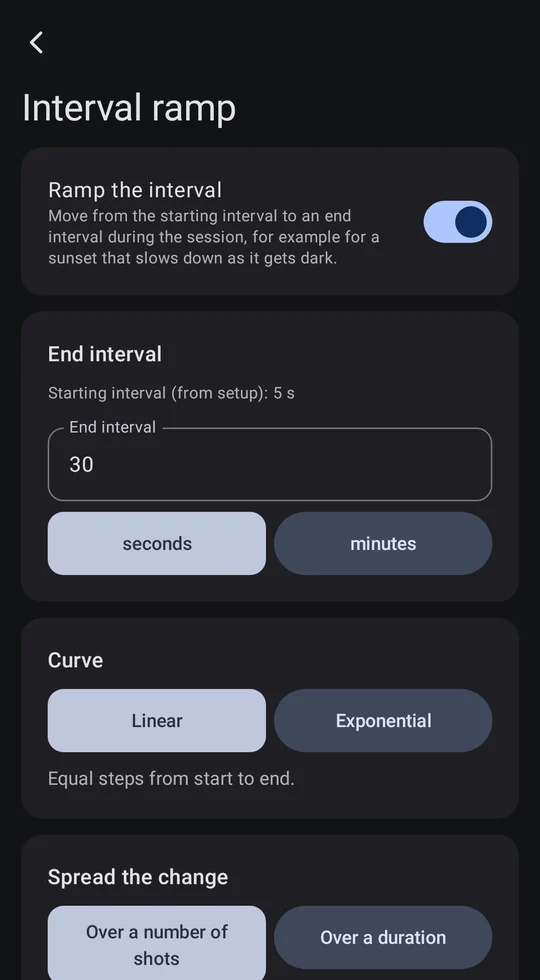 Interval ramp
Ramp the interval
Move from the starting interval to an end
interval during the session, for example for a
sunset that slows down as it gets dark.
End interval
Starting interval (from setup): 5 s
End interval
30
seconds
minutes
Curve
Linear
Exponential
Equal steps from start to end.
Spread the change
Over a number of
shots
Over a duration